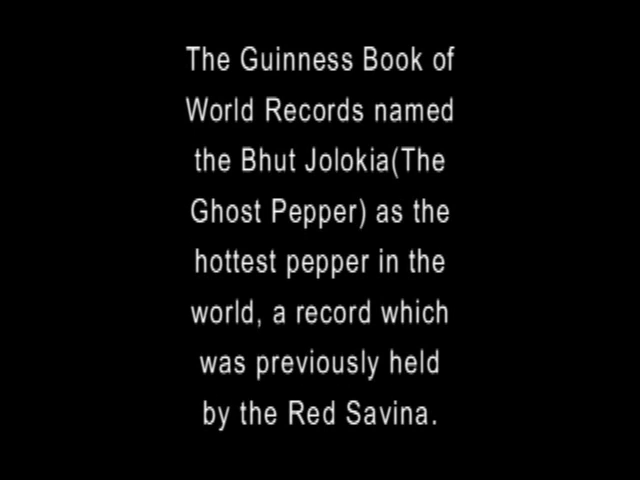 The Guinness Book of
World Records named
the Bhut Jolokia(The
Ghost Pepper) as the
hottest pepper in the
world, a record which
was previously held
by the Red Savina.